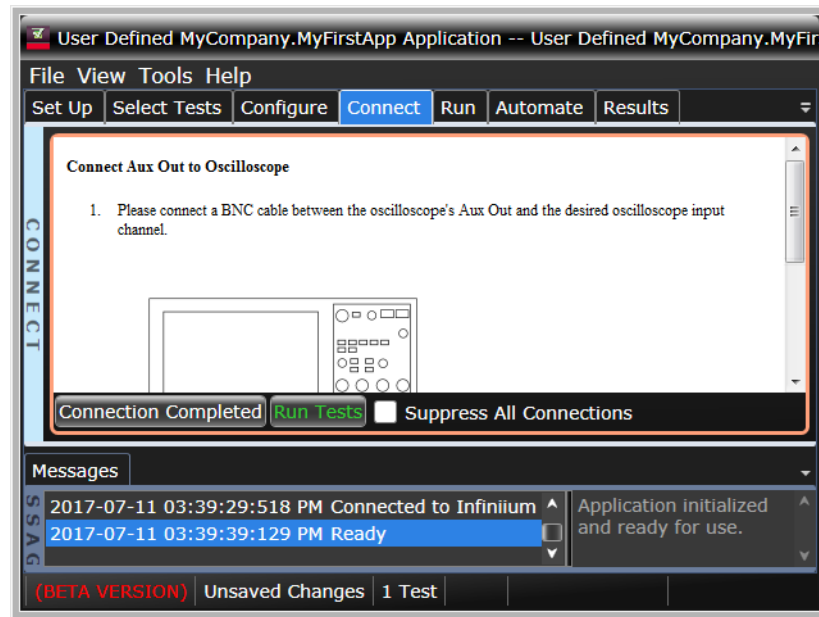 User Defined MyCompany.MyFirstApp Application -- User Defined MyCompany.MyFir
File View Tools Help
Set Up Select Tests Configure Connect Run Automate Results
CONNECT
Connect Aux Out to Oscilloscope
1. Please connect a BNC cable between the oscilloscope's Aux Out and the desired oscilloscope input
channel.
Connection Completed Run Tests Suppress All Connections
Messages
SSAG
2017-07-11 03:39:29:518 PM Connected to Infiniium
2017-07-11 03:39:39:129 PM Ready
Application initialized
and ready for use.
(BETA VERSION) Unsaved Changes 1 Test